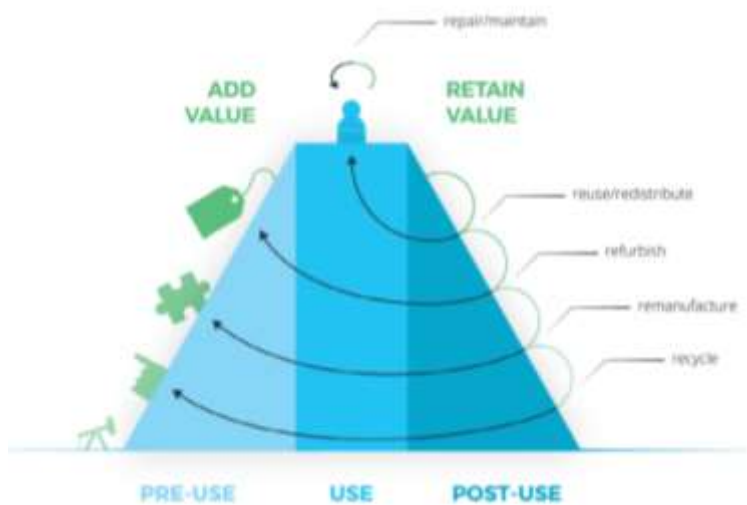 repair/maintain
ADD
VALUE
RETAIN
VALUE
reuse/redistribute
refurbish
remanufacture
recycle
PRE-USE
USE
POST-USE